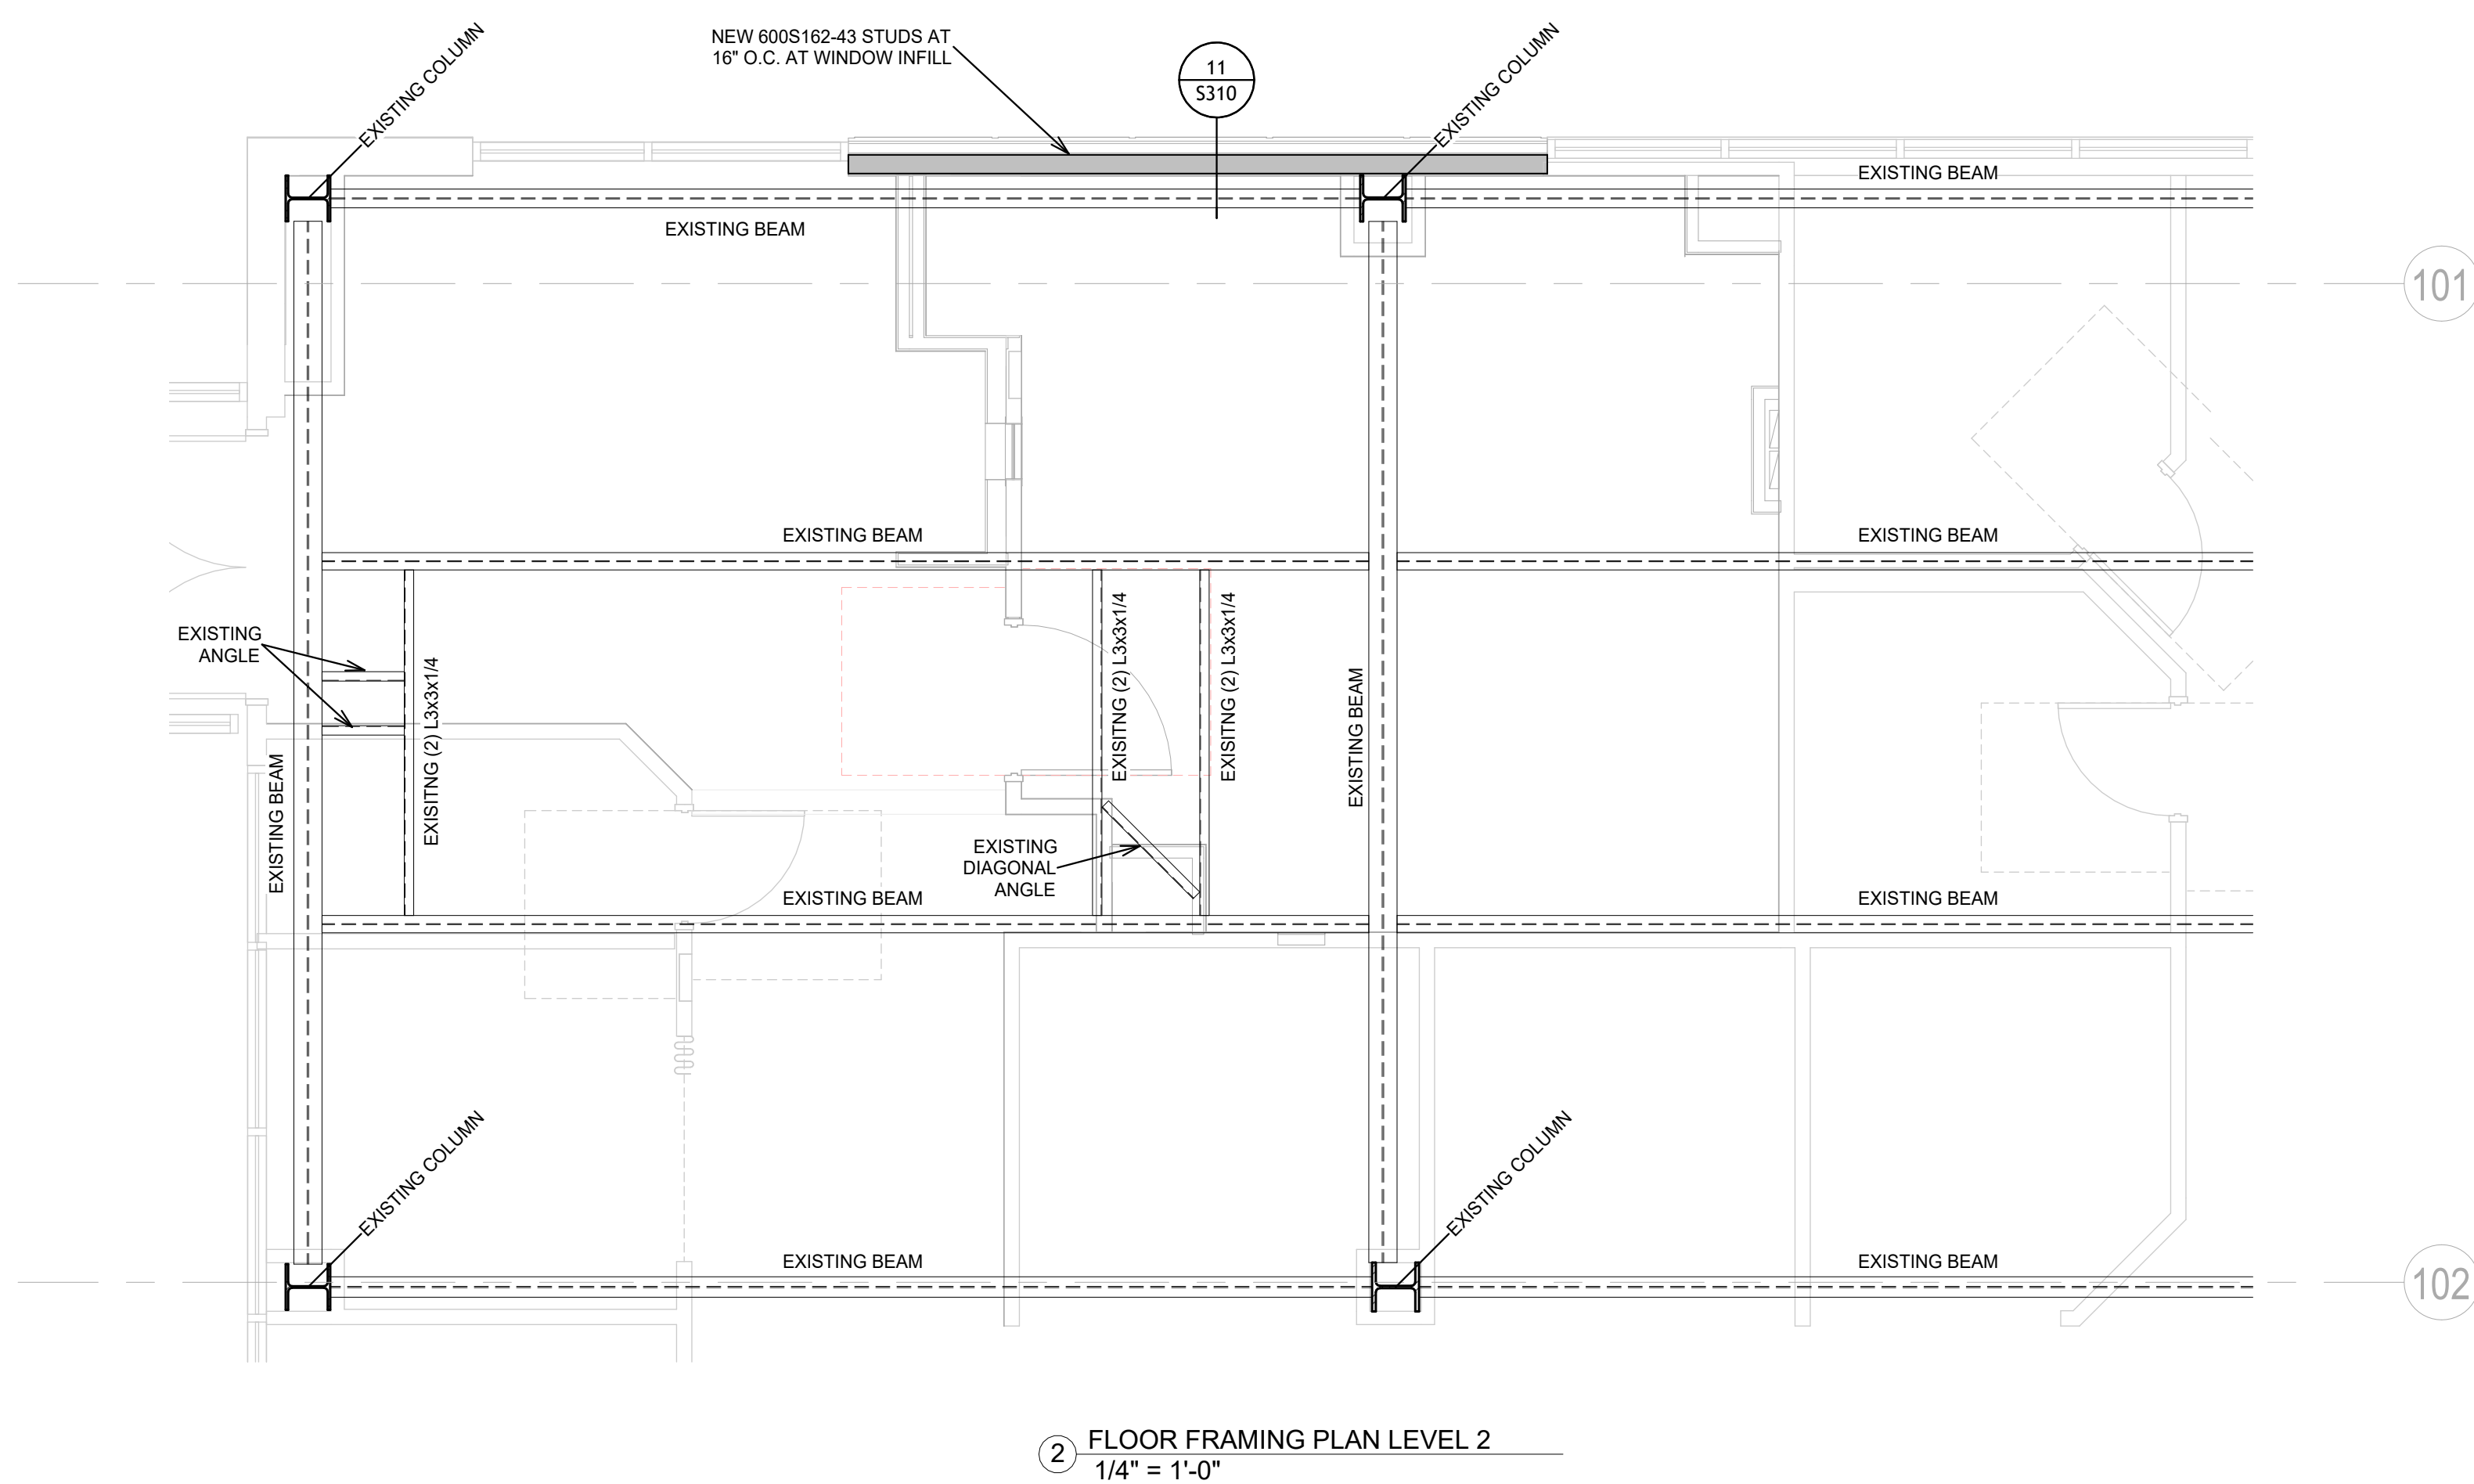 NEW 600S162-43 STUDS AT
16" O.C. AT WINDOW INFILL
11
S310
EXISTING COLUMN
EXISTING COLUMN
EXISTING BEAM
EXISTING BEAM
101
EXISTING BEAM
EXISTING BEAM
EXISTING
ANGLE
EXISITNG (2) L3x3x1/4
EXISITNG (2) L3x3x1/4
EXISITNG (2) L3x3x1/4
EXISTING BEAM
EXISTING BEAM
EXISTING
DIAGONAL
ANGLE
EXISTING BEAM
EXISTING BEAM
EXISTING COLUMN
EXISTING COLUMN
EXISTING BEAM
EXISTING BEAM
102
2
FLOOR FRAMING PLAN LEVEL 2
1/4" = 1'-0"